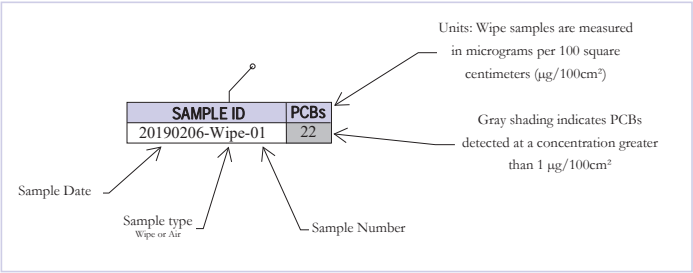 Units: Wipe samples are measured
in micrograms per 100 square
centimeters (µg/100cm²)
SAMPLE ID PCBs
20190206-Wipe-01 22
Gray shading indicates PCBs
detected at a concentration greater
than 1 µg/100cm²
Sample Date
Sample type
Wipe or Air
Sample Number